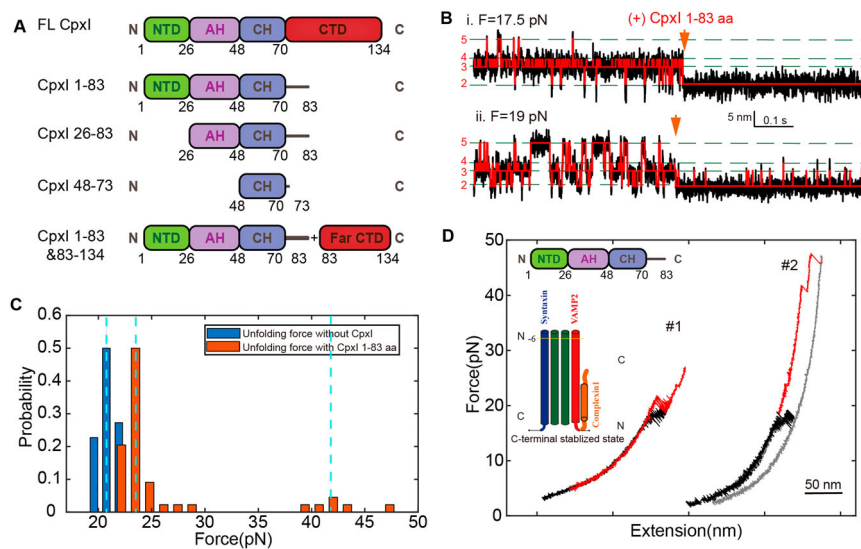 A
FL CpxI N NTD AH CH CTD C
1 26 48 70 134
CpxI 1-83 N NTD AH CH C
1 26 48 70 83
CpxI 26-83 N AH CH C
26 48 70 83
CpxI 48-73 N CH C
48 70 73
CpxI 1-83 N NTD AH CH + Far CTD C
&83-134 1 26 48 70 83 83 134
B
i. F=17.5 pN (+) CpxI 1-83 aa
5
4
3
2
5 nm 0.1 s
ii. F=19 pN
5
4
3
2
C
Unfolding force without CpxI
Unfolding force with CpxI 1-83 aa
Probability
0.6
0.5
0.4
0.3
0.2
0.1
0
20 25 30 35 40 45 50
Force(pN)
D
N NTD AH CH C
1 26 48 70 83
#1
#2
Syntaxin
VAMP2
Complexin1
N -6
C
C
N
C-terminal stablized state
Force(pN)
50
40
30
20
10
0
50 nm
Extension(nm)